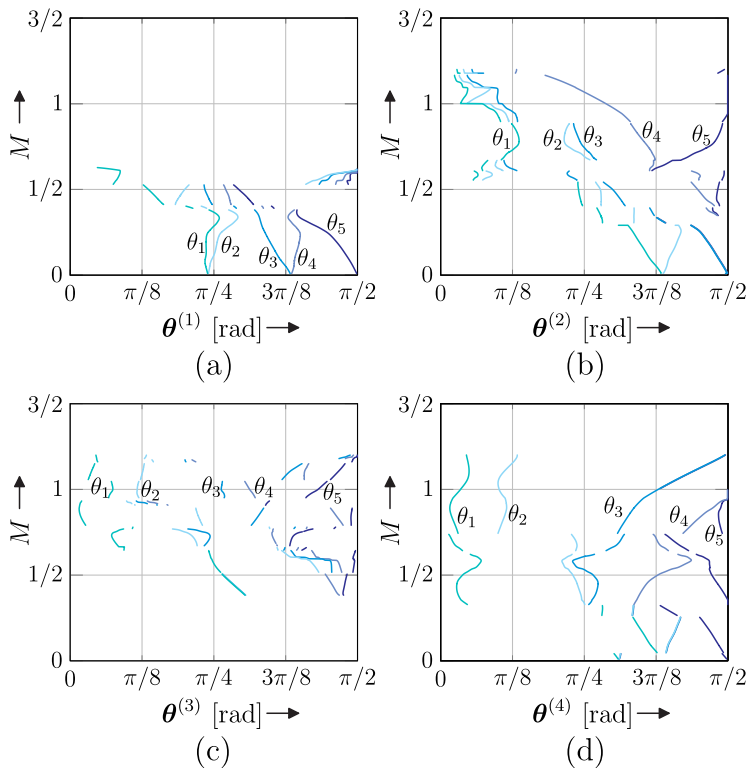 3/2
1
M
1/2
θ₁
θ₂
θ₃
θ₄
θ₅
0
0
π/8
π/4
3π/8
π/2
θ⁽¹⁾ [rad]
(a)
3/2
1
M
1/2
θ₁
θ₂
θ₃
θ₄
θ₅
0
0
π/8
π/4
3π/8
π/2
θ⁽²⁾ [rad]
(b)
3/2
1
M
1/2
θ₁
θ₂
θ₃
θ₄
θ₅
0
0
π/8
π/4
3π/8
π/2
θ⁽³⁾ [rad]
(c)
3/2
1
M
1/2
θ₁
θ₂
θ₃
θ₄
θ₅
0
0
π/8
π/4
3π/8
π/2
θ⁽⁴⁾ [rad]
(d)